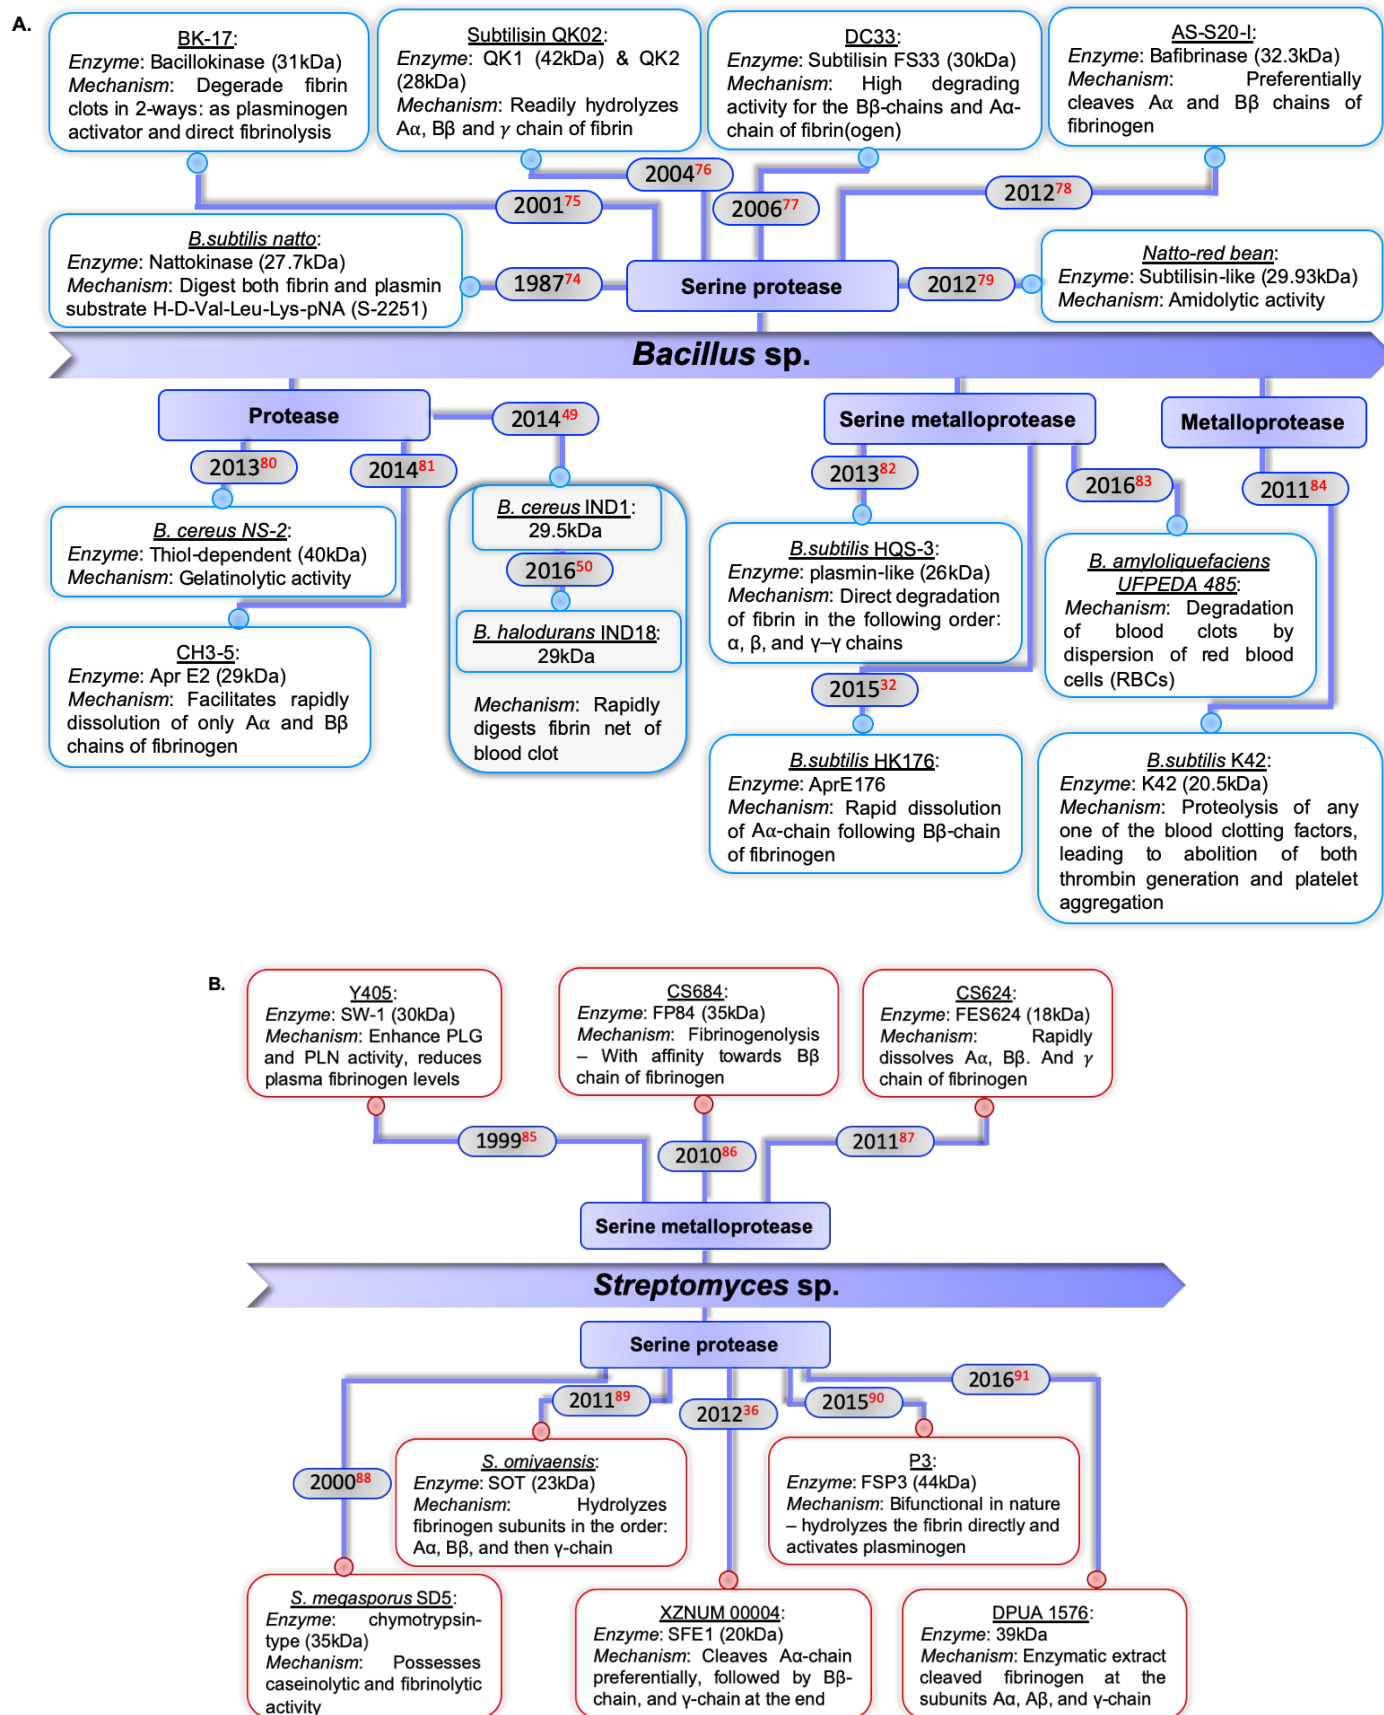 A.
BK-17:
Enzyme: Bacillokinase (31kDa)
Mechanism: Degerade fibrin
clots in 2-ways: as plasminogen
activator and direct fibrinolysis
Subtilisin QK02:
Enzyme: QK1 (42kDa) & QK2
(28kDa)
Mechanism: Readily hydrolyzes
Aα, Bβ and γ chain of fibrin
DC33:
Enzyme: Subtilisin FS33 (30kDa)
Mechanism: High degrading
activity for the Bβ-chains and Aα-
chain of fibrin(ogen)
AS-S20-I:
Enzyme: Bafibrinase (32.3kDa)
Mechanism: Preferentially
cleaves Aα and Bβ chains of
fibrinogen
2004⁷⁶
2001⁷⁵
2006⁷⁷
2012⁷⁸
B.subtilis natto:
Enzyme: Nattokinase (27.7kDa)
Mechanism: Digest both fibrin and plasmin
substrate H-D-Val-Leu-Lys-pNA (S-2251)
1987⁷⁴
Serine protease
2012⁷⁹
Natto-red bean:
Enzyme: Subtilisin-like (29.93kDa)
Mechanism: Amidolytic activity
Bacillus sp.
Protease
2014⁴⁹
Serine metalloprotease
Metalloprotease
2013⁸⁰
2014⁸¹
2013⁸²
2016⁸³
2011⁸⁴
B. cereus NS-2:
Enzyme: Thiol-dependent (40kDa)
Mechanism: Gelatinolytic activity
B. cereus IND1:
29.5kDa
2016⁵⁰
B. halodurans IND18:
29kDa
Mechanism: Rapidly
digests fibrin net of
blood clot
B.subtilis HQS-3:
Enzyme: plasmin-like (26kDa)
Mechanism: Direct degradation
of fibrin in the following order:
α, β, and γ–γ chains
B. amyloliquefaciens
UFPEDA 485:
Mechanism: Degradation
of blood clots by
dispersion of red blood
cells (RBCs)
CH3-5:
Enzyme: Apr E2 (29kDa)
Mechanism: Facilitates rapidly
dissolution of only Aα and Bβ
chains of fibrinogen
2015³²
B.subtilis HK176:
Enzyme: AprE176
Mechanism: Rapid dissolution
of Aα-chain following Bβ-chain
of fibrinogen
B.subtilis K42:
Enzyme: K42 (20.5kDa)
Mechanism: Proteolysis of any
one of the blood clotting factors,
leading to abolition of both
thrombin generation and platelet
aggregation
B.
Y405:
Enzyme: SW-1 (30kDa)
Mechanism: Enhance PLG
and PLN activity, reduces
plasma fibrinogen levels
CS684:
Enzyme: FP84 (35kDa)
Mechanism: Fibrinogenolysis
– With affinity towards Bβ
chain of fibrinogen
CS624:
Enzyme: FES624 (18kDa)
Mechanism: Rapidly
dissolves Aα, Bβ. And γ
chain of fibrinogen
1999⁸⁵
2010⁸⁶
2011⁸⁷
Serine metalloprotease
Streptomyces sp.
Serine protease
2000⁸⁸
2011⁸⁹
2012³⁶
2015⁹⁰
2016⁹¹
S. omiyaensis:
Enzyme: SOT (23kDa)
Mechanism: Hydrolyzes
fibrinogen subunits in the order:
Aα, Bβ, and then γ-chain
P3:
Enzyme: FSP3 (44kDa)
Mechanism: Bifunctional in nature
– hydrolyzes the fibrin directly and
activates plasminogen
S. megasporus SD5:
Enzyme: chymotrypsin-
type (35kDa)
Mechanism: Possesses
caseinolytic and fibrinolytic
activity
XZNUM 00004:
Enzyme: SFE1 (20kDa)
Mechanism: Cleaves Aα-chain
preferentially, followed by Bβ-
chain, and γ-chain at the end
DPUA 1576:
Enzyme: 39kDa
Mechanism: Enzymatic extract
cleaved fibrinogen at the
subunits Aα, Aβ, and γ-chain